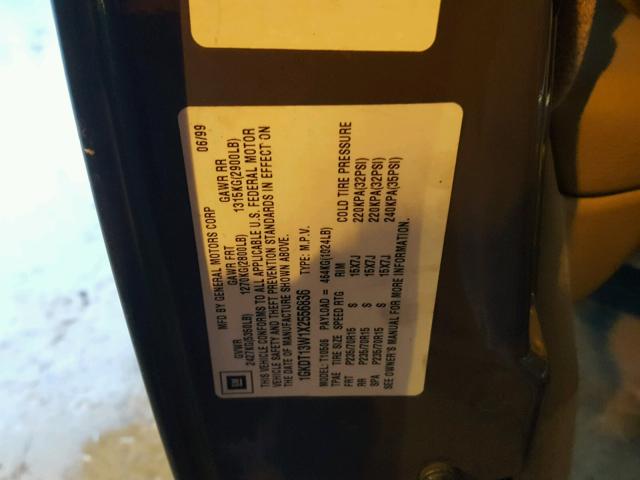 MFD BY GENERAL MOTORS CORP 06/99
GVWR GAWR FRT GAWR RR
2427KG(5350LB) 1270KG(2800LB) 1315KG(2900LB)
THIS VEHICLE CONFORMS TO ALL APPLICABLE U.S. FEDERAL MOTOR
VEHICLE SAFETY AND THEFT PREVENTION STANDARDS IN EFFECT ON
THE DATE OF MANUFACTURE SHOWN ABOVE.
1GKDT13W1X2556836 TYPE: M.P.V.
MODEL: T10506 PAYLOAD = 464KG(1024LB)
TPAE TIRE SIZE SPEED RTG RIM COLD TIRE PRESSURE
FRT P235/70R15 S 15X7J 220KPA(32PSI)
RR P235/70R15 S 15X7J 220KPA(32PSI)
SPA P235/70R15 S 15X7J 240KPA(35PSI)
SEE OWNER'S MANUAL FOR MORE INFORMATION.
GM